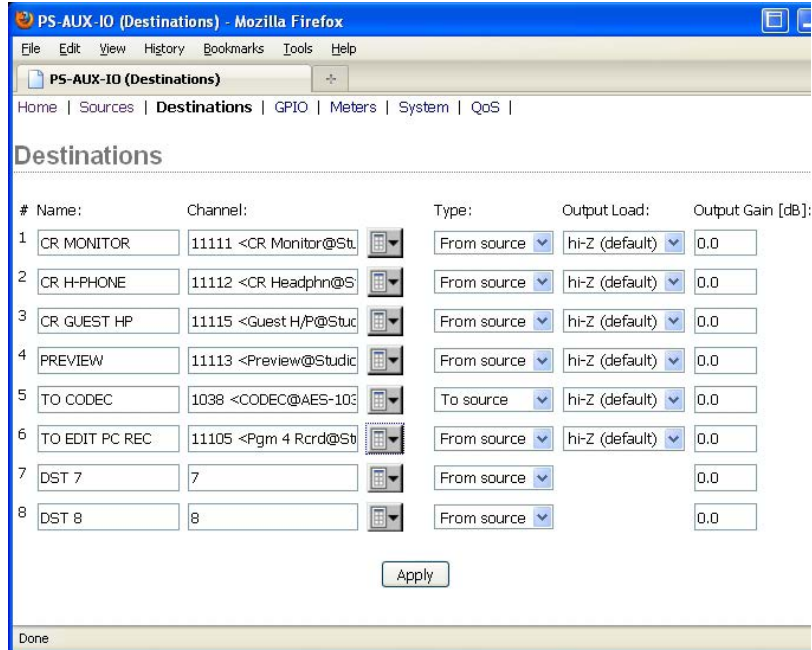 PS-AUX-IO (Destinations) - Mozilla Firefox
File Edit View History Bookmarks Tools Help
PS-AUX-IO (Destinations)
Home | Sources | Destinations | GPIO | Meters | System | QoS |
Destinations
# Name: Channel: Type: Output Load: Output Gain [dB]:
1 CR MONITOR 11111 <CR Monitor@Stu From source hi-Z (default) 0.0
2 CR H-PHONE 11112 <CR Headphn@S From source hi-Z (default) 0.0
3 CR GUEST HP 11115 <Guest H/P@Stuc From source hi-Z (default) 0.0
4 PREVIEW 11113 <Preview@Studic From source hi-Z (default) 0.0
5 TO CODEC 1038 <CODEC@AES-103 To source hi-Z (default) 0.0
6 TO EDIT PC REC 11105 <Pgm 4 Rcrd@St From source hi-Z (default) 0.0
7 DST 7 7 From source 0.0
8 DST 8 8 From source 0.0
Apply
Done